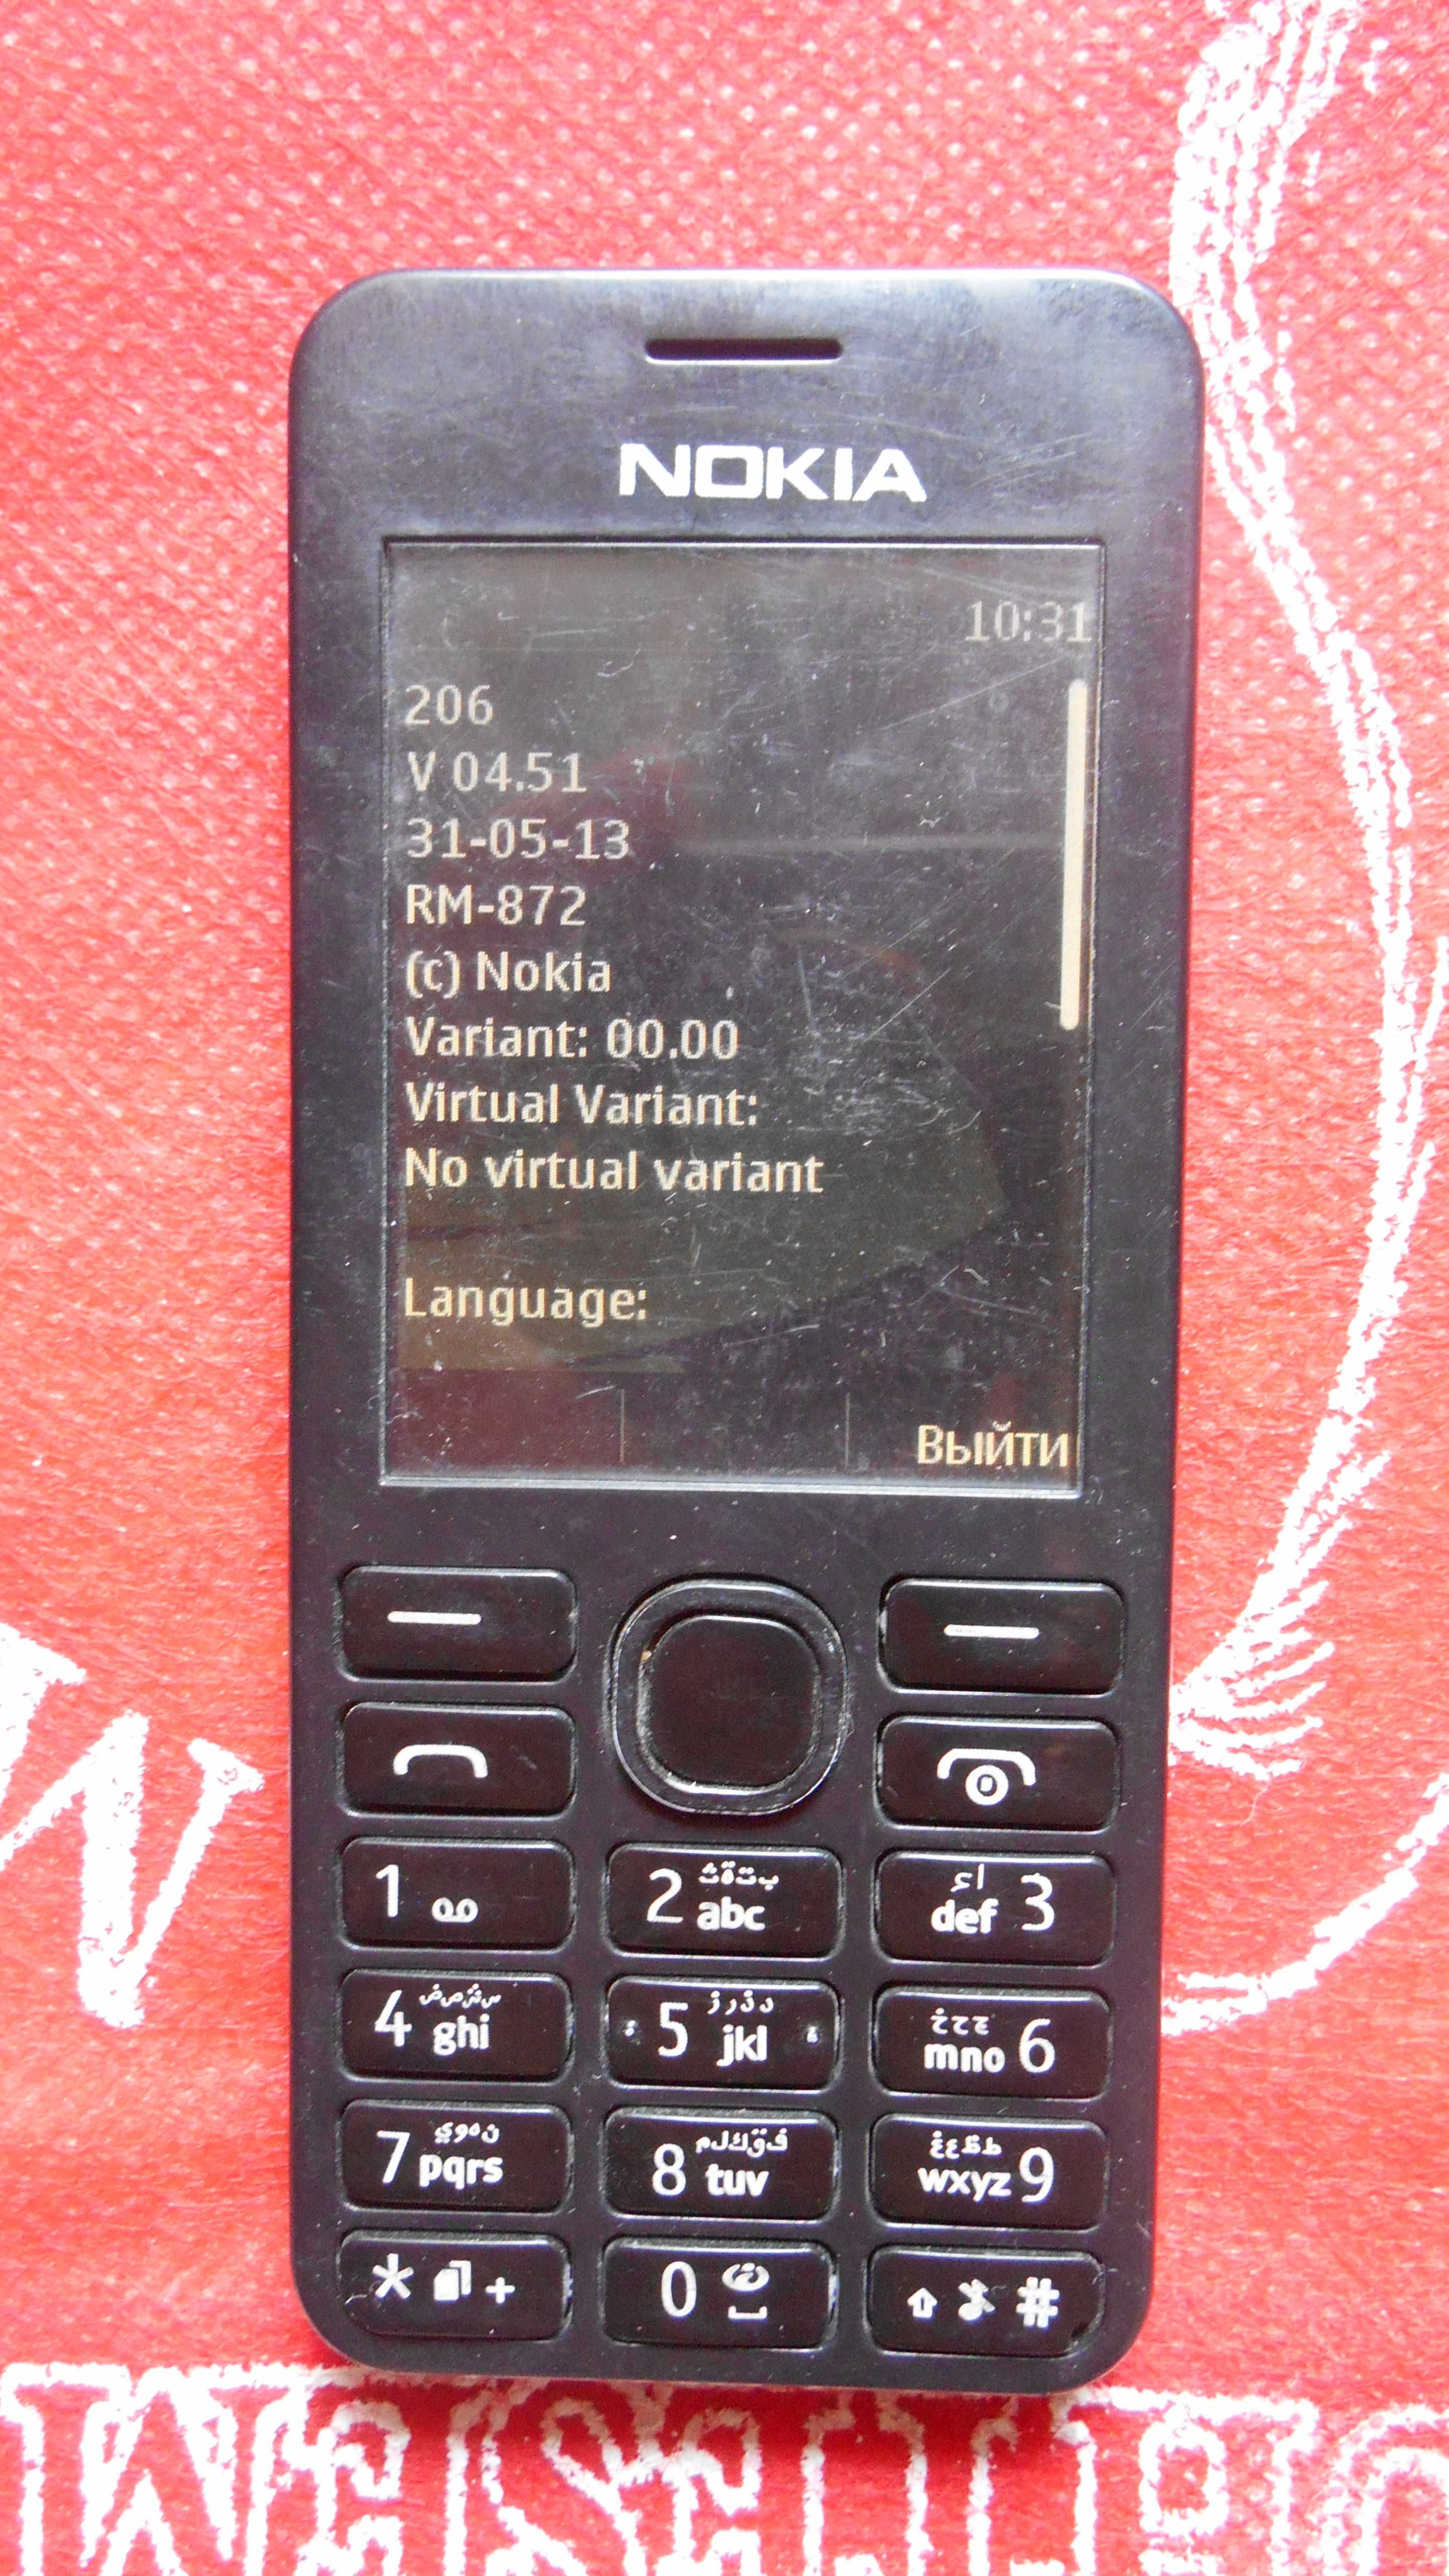 NOKIA
10:31
206
V 04.51
31-05-13
RM-872
(c) Nokia
Variant: 00.00
Virtual Variant:
No virtual variant
Language:
Выйти
1
2 ب ت ة ث abc
ا ء def 3
4 س ش ص ض ghi
5 د ذ ر ز jkl
ج ح خ mno 6
7 ن ه و ي pqrs
8 ف ق ك ل م tuv
ط ظ ع غ wxyz 9
* +
0
#